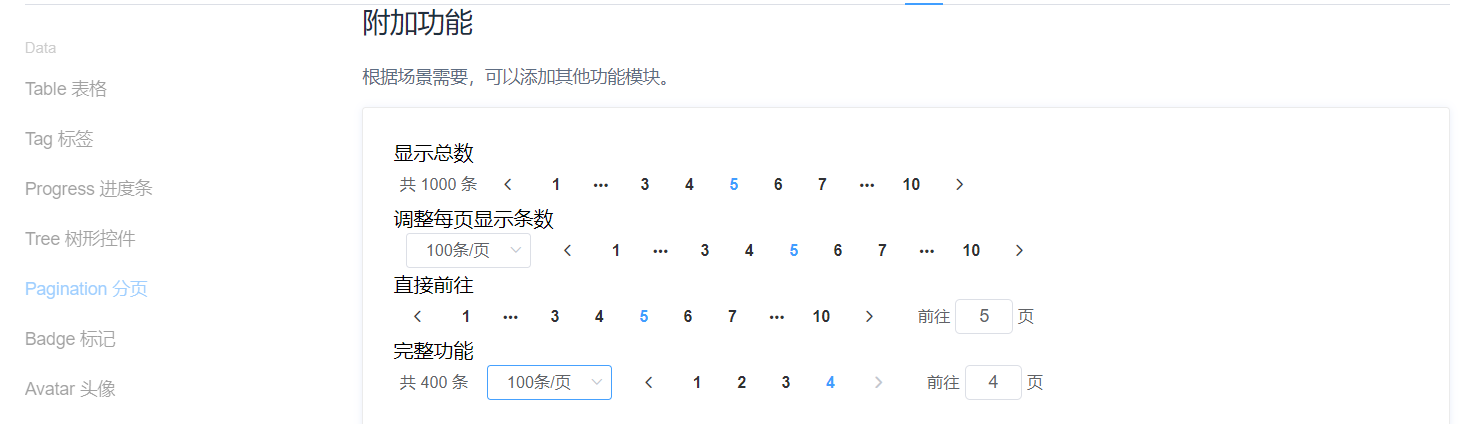 Data
Table 表格
Tag 标签
Progress 进度条
Tree 树形控件
Pagination 分页
Badge 标记
Avatar 头像
附加功能
根据场景需要，可以添加其他功能模块。
显示总数
共 1000 条 < 1 ••• 3 4 5 6 7 ••• 10 >
调整每页显示条数
100条/页 < 1 ••• 3 4 5 6 7 ••• 10 >
直接前往
< 1 ••• 3 4 5 6 7 ••• 10 > 前往 5 页
完整功能
共 400 条 100条/页 < 1 2 3 4 > 前往 4 页